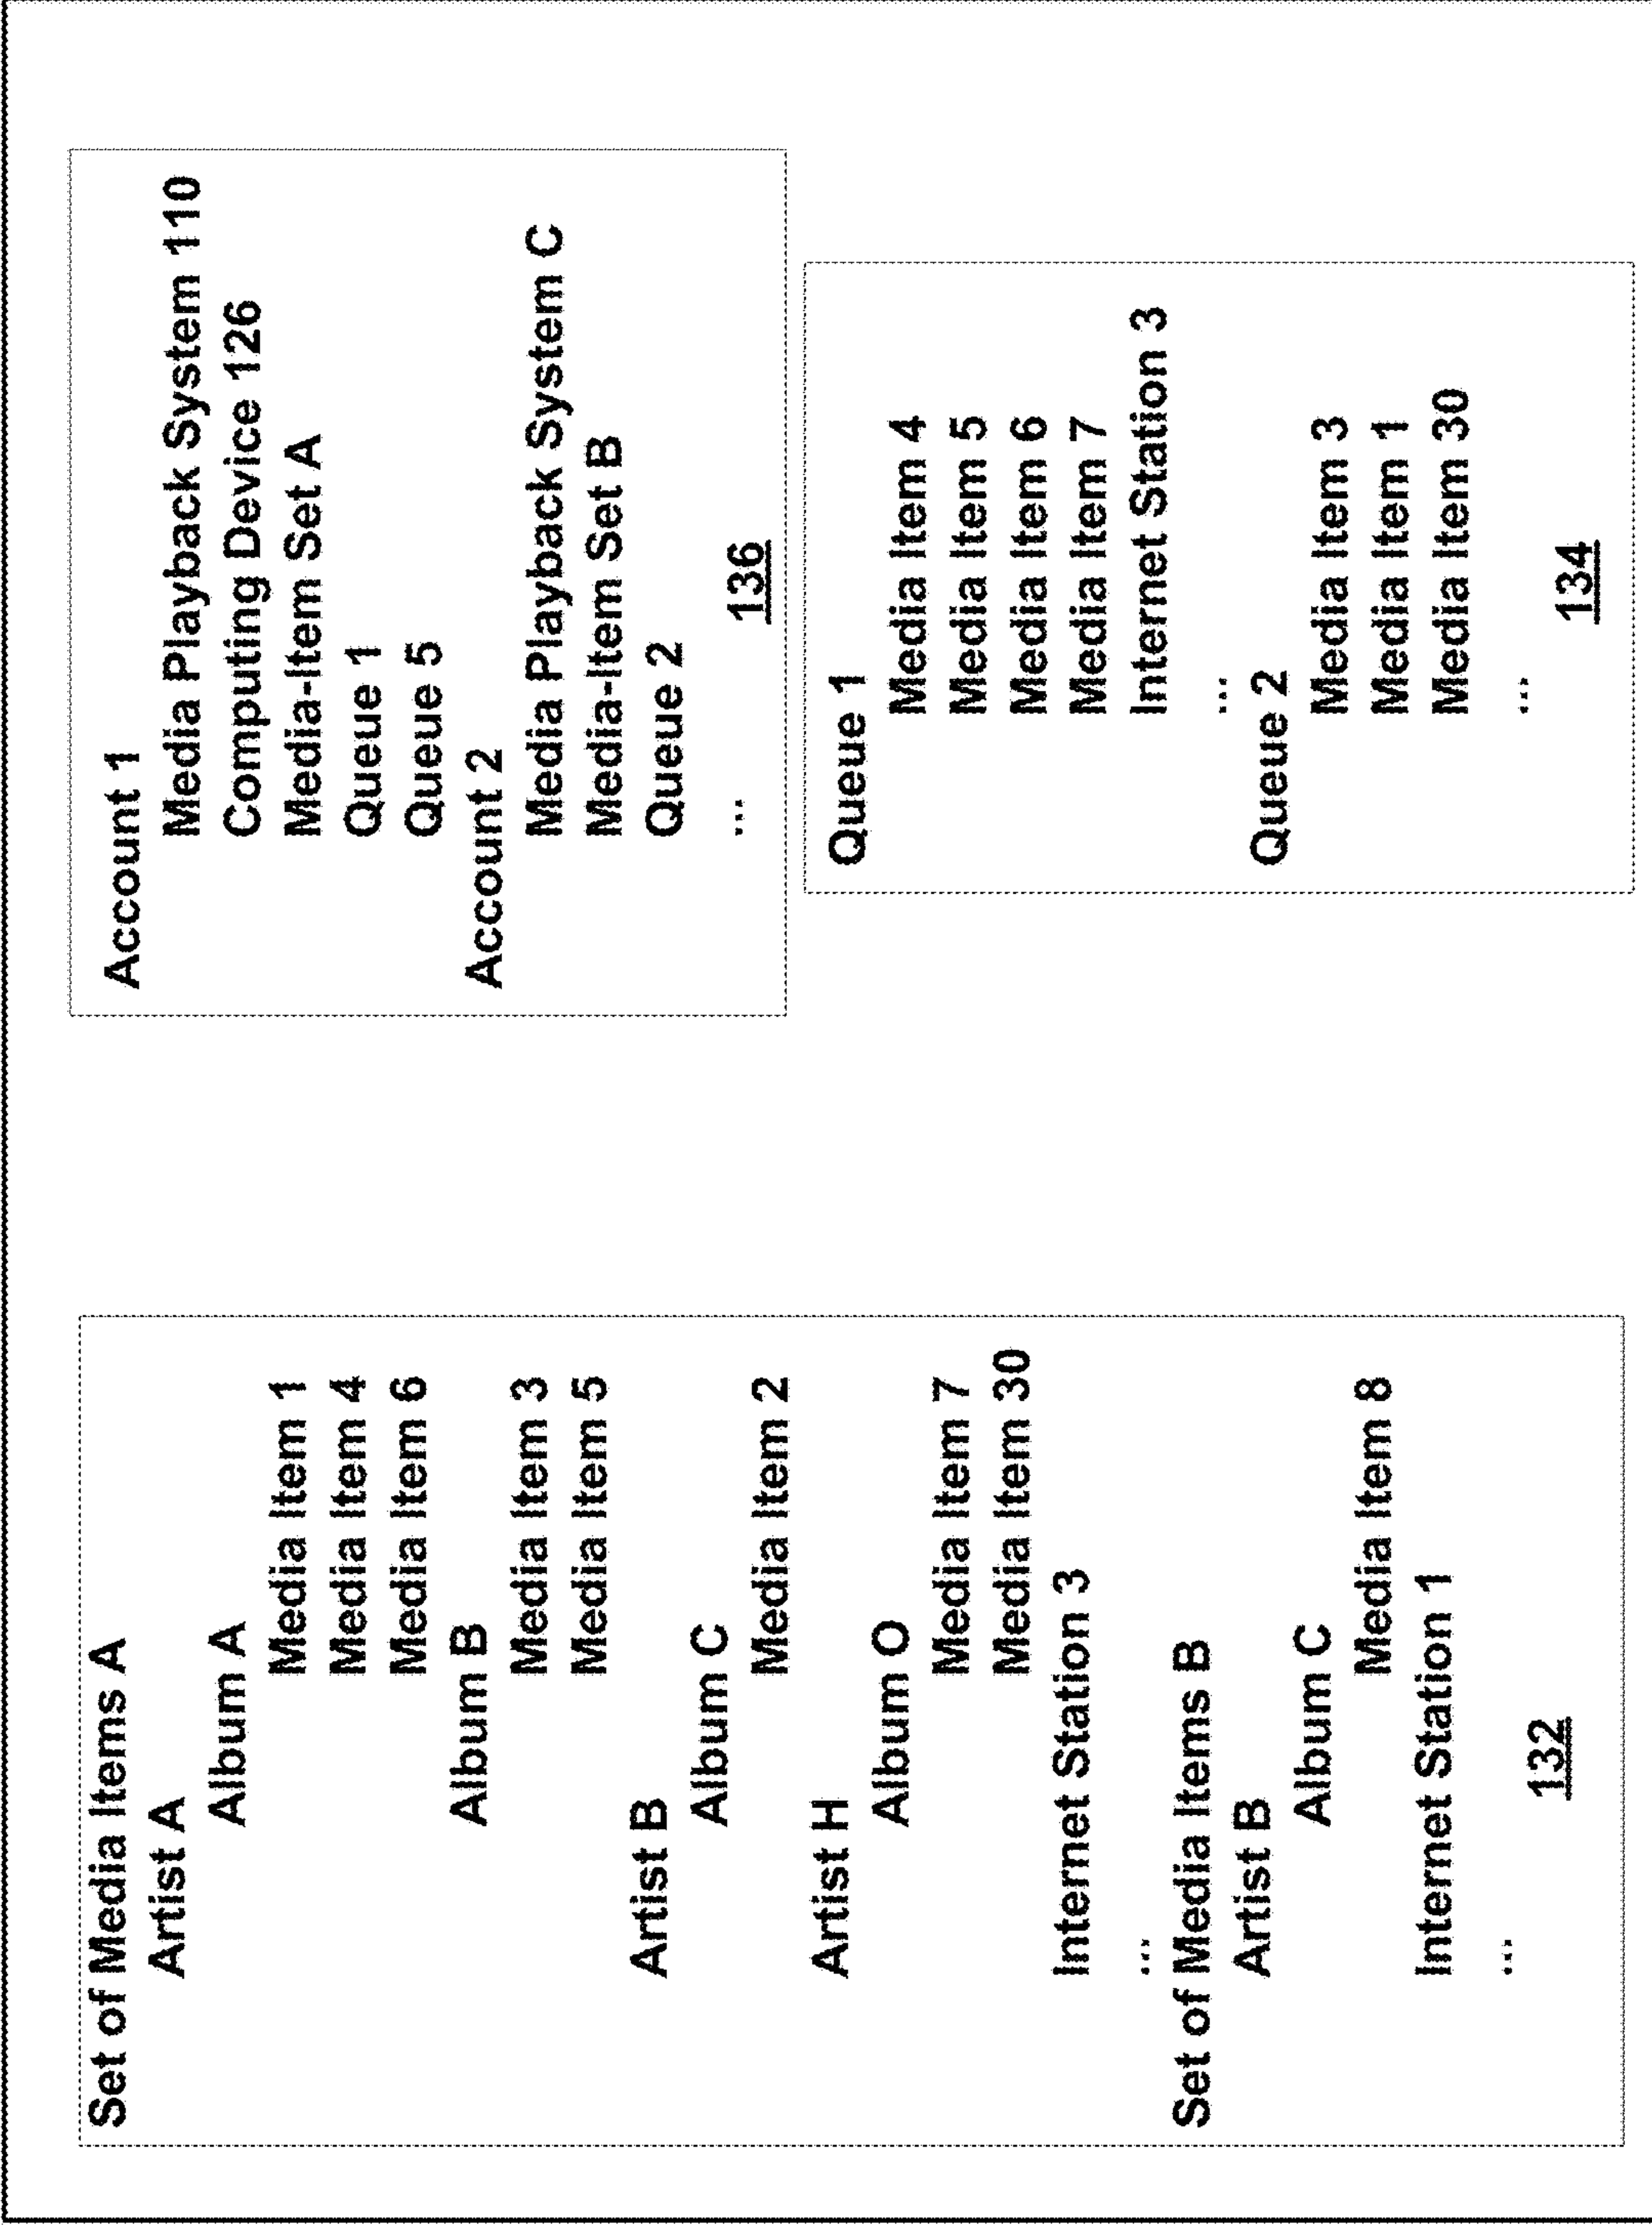 Set of Media Items A
Artist A
Album A
Media Item 1
Media Item 4
Media Item 6
Album B
Media Item 3
Media Item 5
Artist B
Album C
Media Item 2
Artist H
Album O
Media Item 7
Media Item 30
Internet Station 3
...
Set of Media Items B
Artist B
Album C
Media Item 8
Internet Station 1
...
132
Account 1
Media Playback System 110
Computing Device 126
Media-Item Set A
Queue 1
Queue 5
Account 2
Media Playback System C
Media-Item Set B
Queue 2
...
136
Queue 1
Media Item 4
Media Item 5
Media Item 6
Media Item 7
Internet Station 3
...
Queue 2
Media Item 3
Media Item 1
Media Item 30
...
134